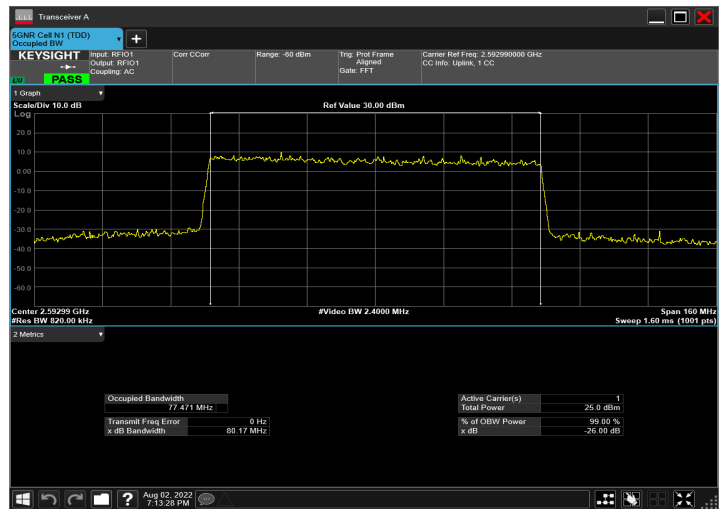 Transceiver A
5GNR Cell N1 (TDD)
Occupied BW
KEYSIGHT
PASS
Input: RFIO1
Output: RFIO1
Coupling: AC
Corr CCorr
Range: -60 dBm
Trig: Prot Frame
Aligned
Gate: FFT
Carrier Ref Freq: 2.592990000 GHz
CC Info: Uplink, 1 CC
1 Graph
Scale/Div 10.0 dB
Ref Value 30.00 dBm
Log
20.0
10.0
0.00
-10.0
-20.0
-30.0
-40.0
-50.0
-60.0
Center 2.59299 GHz
#Video BW 2.4000 MHz
Span 160 MHz
#Res BW 820.00 kHz
Sweep 1.60 ms (1001 pts)
2 Metrics
Occupied Bandwidth
77.471 MHz
Transmit Freq Error 0 Hz
x dB Bandwidth 80.17 MHz
Active Carrier(s) 1
Total Power 25.0 dBm
% of OBW Power 99.00 %
x dB -26.00 dB
?
Aug 02, 2022
7:13:28 PM